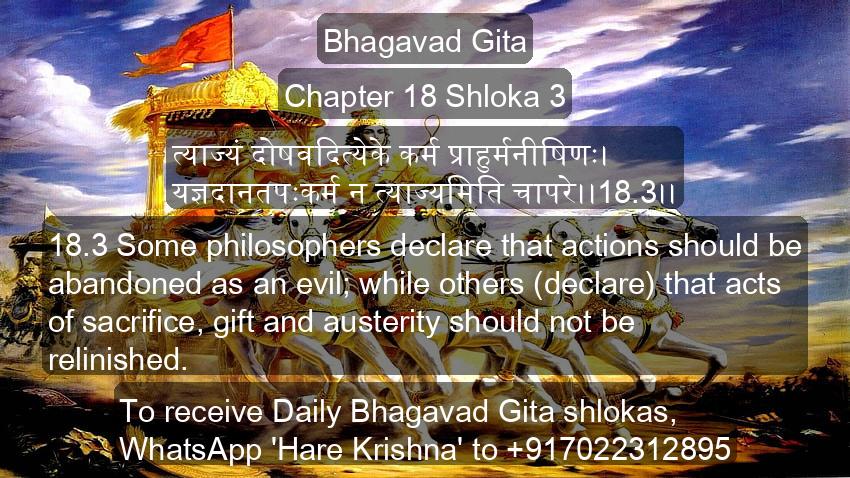 Bhagavad Gita
Chapter 18 Shloka 3
त्याज्यं दोषवदित्येके कर्म प्राहुर्मनीषिणः।
यज्ञदानतपःकर्म न त्याज्यमिति चापरे।।18.3।।
18.3 Some philosophers declare that actions should be
abandoned as an evil; while others (declare) that acts
of sacrifice, gift and austerity should not be
relinished.
To receive Daily Bhagavad Gita shlokas,
WhatsApp 'Hare Krishna' to +917022312895